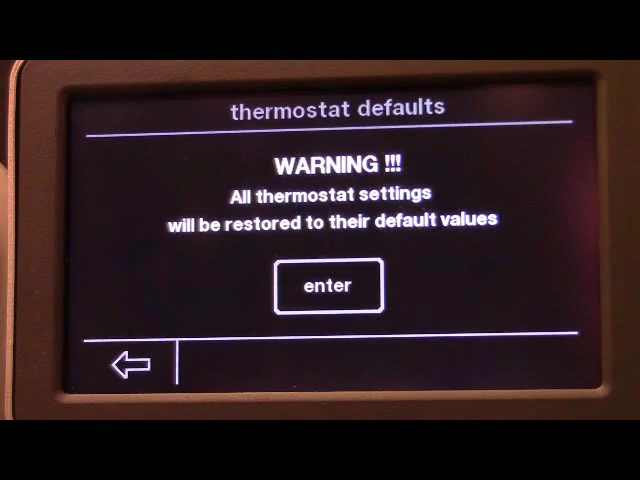 thermostat defaults
WARNING !!!
All thermostat settings
will be restored to their default values
enter